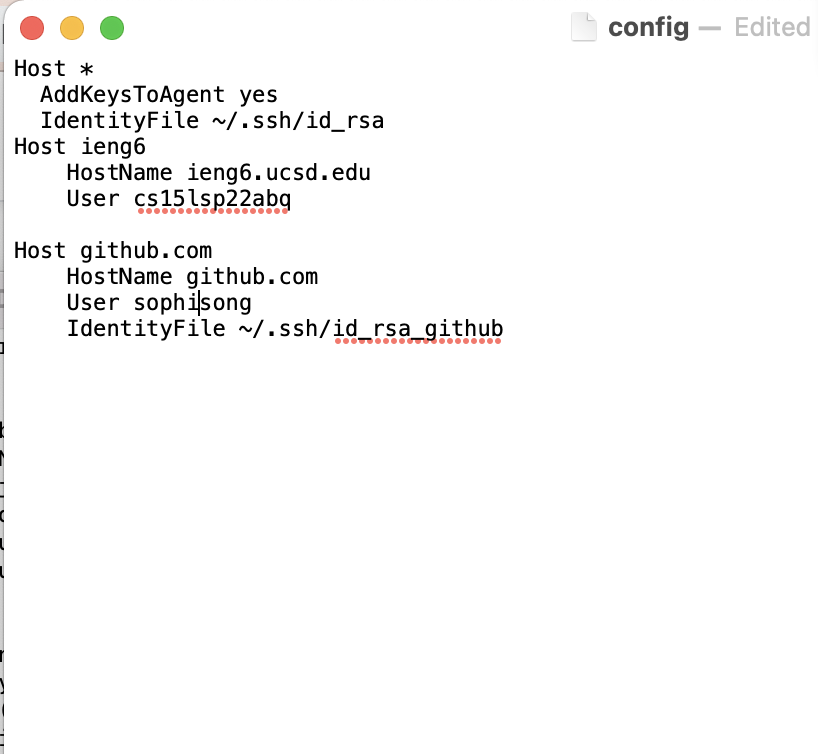 config — Edited
Host *
  AddKeysToAgent yes
  IdentityFile ~/.ssh/id_rsa
Host ieng6
    HostName ieng6.ucsd.edu
    User cs15lsp22abq

Host github.com
    HostName github.com
    User sophisong
    IdentityFile ~/.ssh/id_rsa_github